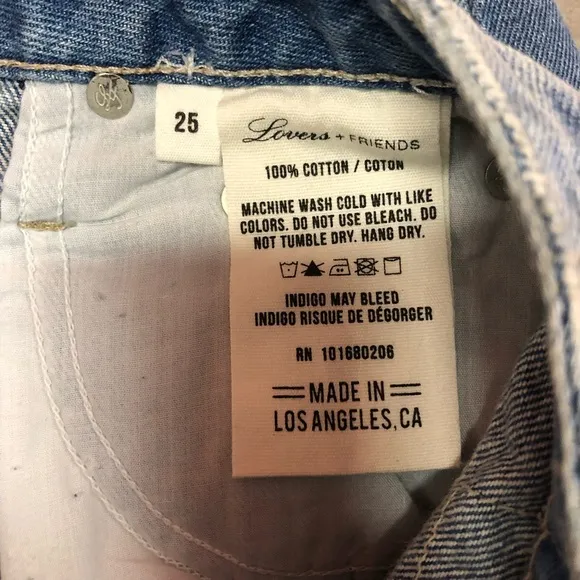 25
Lovers + FRIENDS
100% COTTON / COTON
MACHINE WASH COLD WITH LIKE
COLORS. DO NOT USE BLEACH. DO
NOT TUMBLE DRY. HANG DRY.
INDIGO MAY BLEED
INDIGO RISQUE DE DÉGORGER
RN 101680206
MADE IN
LOS ANGELES, CA